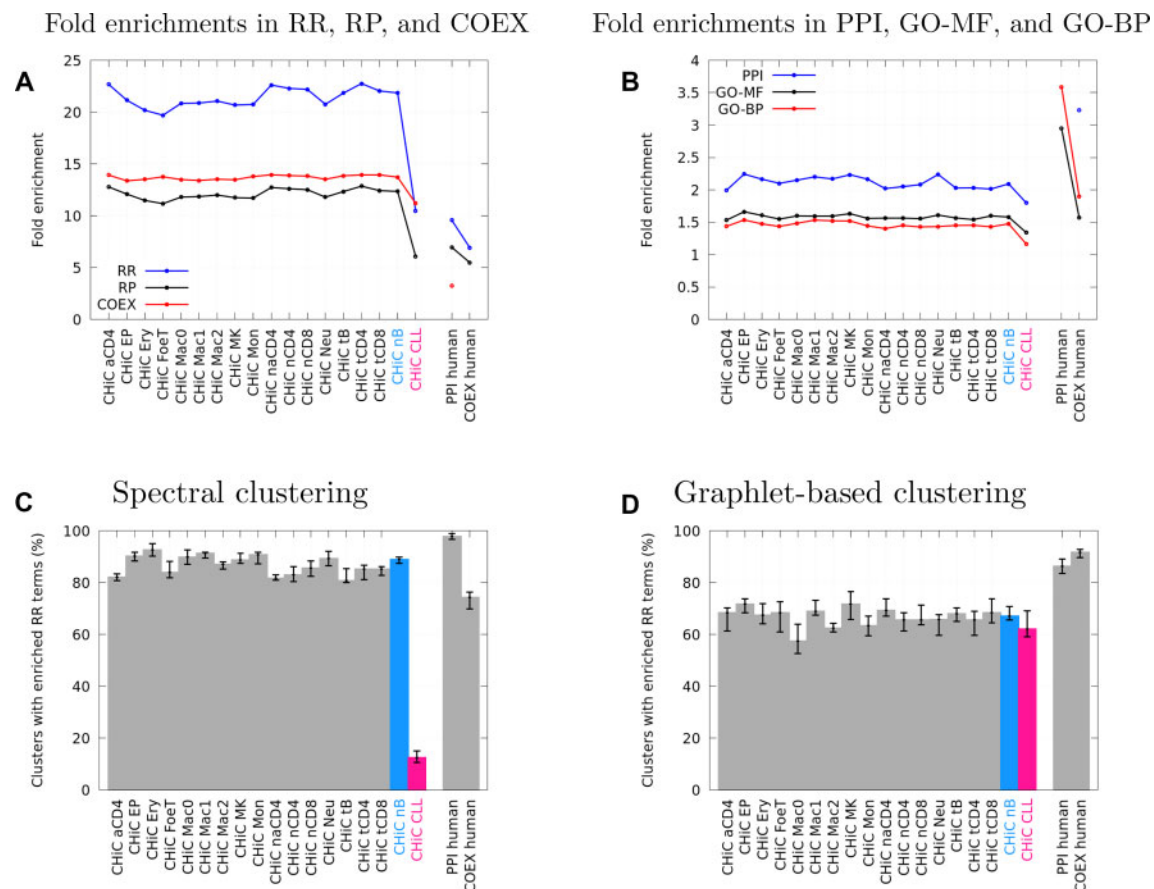 Fold enrichments in RR, RP, and COEX
A
Fold enrichment
25
20
15
10
5
0
RR
RP
COEX
CHiC aCD4
CHiC EP
CHiC Ery
CHiC FoeT
CHiC Mac0
CHiC Mac1
CHiC Mac2
CHiC MK
CHiC Mon
CHiC naCD4
CHiC nCD4
CHiC nCD8
CHiC Neu
CHiC tB
CHiC tCD4
CHiC tCD8
CHiC nB
CHiC CLL
PPI human
COEX human
Fold enrichments in PPI, GO-MF, and GO-BP
B
Fold enrichment
4
3.5
3
2.5
2
1.5
1
0.5
0
PPI
GO-MF
GO-BP
CHiC aCD4
CHiC EP
CHiC Ery
CHiC FoeT
CHiC Mac0
CHiC Mac1
CHiC Mac2
CHiC MK
CHiC Mon
CHiC naCD4
CHiC nCD4
CHiC nCD8
CHiC Neu
CHiC tB
CHiC tCD4
CHiC tCD8
CHiC nB
CHiC CLL
PPI human
COEX human
C
Spectral clustering
Clusters with enriched RR terms (%)
100
80
60
40
20
0
CHiC aCD4
CHiC EP
CHiC Ery
CHiC FoeT
CHiC Mac0
CHiC Mac1
CHiC Mac2
CHiC MK
CHiC Mon
CHiC naCD4
CHiC nCD4
CHiC nCD8
CHiC Neu
CHiC tB
CHiC tCD4
CHiC tCD8
CHiC nB
CHiC CLL
PPI human
COEX human
D
Graphlet-based clustering
Clusters with enriched RR terms (%)
100
80
60
40
20
0
CHiC aCD4
CHiC EP
CHiC Ery
CHiC FoeT
CHiC Mac0
CHiC Mac1
CHiC Mac2
CHiC MK
CHiC Mon
CHiC naCD4
CHiC nCD4
CHiC nCD8
CHiC Neu
CHiC tB
CHiC tCD4
CHiC tCD8
CHiC nB
CHiC CLL
PPI human
COEX human